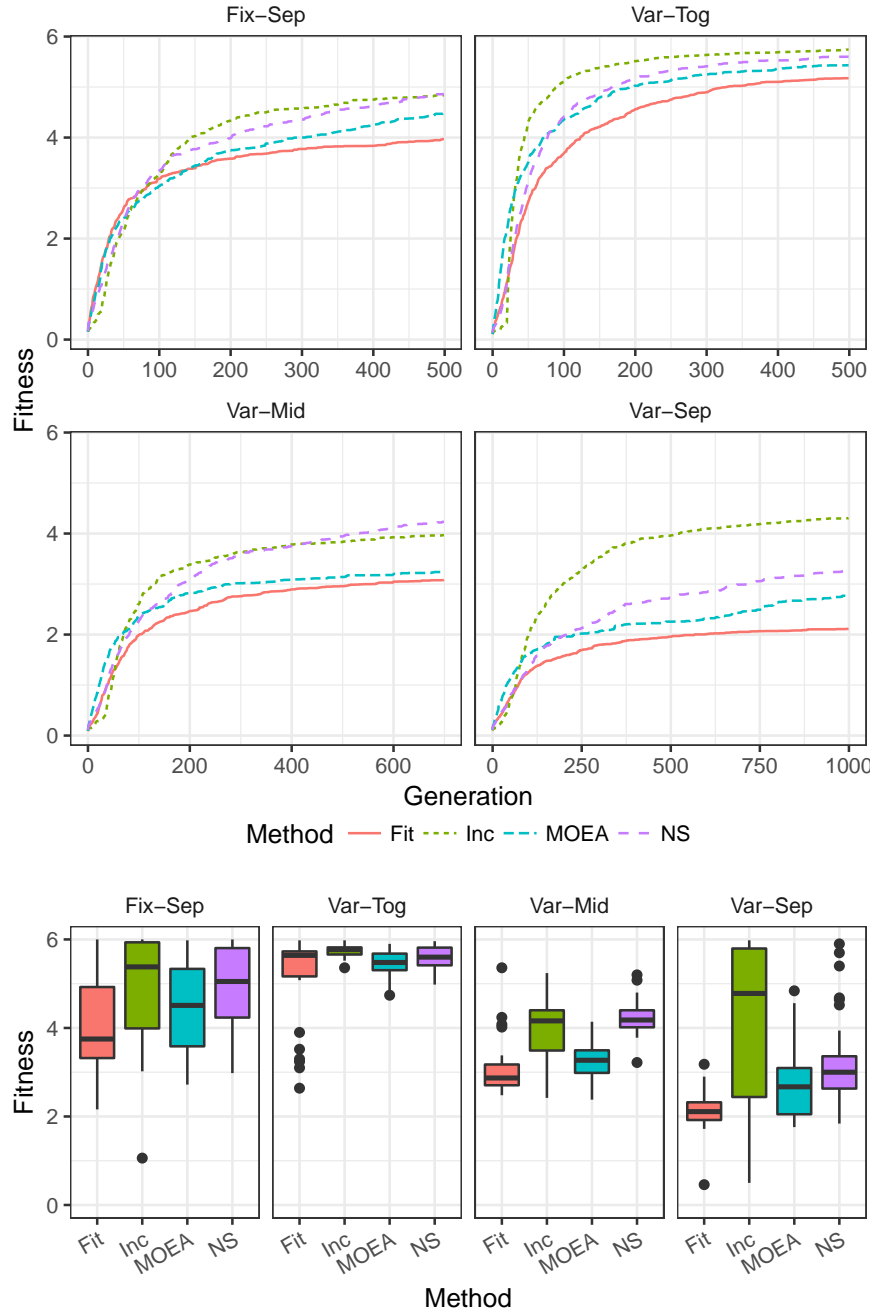 Fix−Sep Var−Tog
6
4
2
0
0 100 200 300 400 500 0 100 200 300 400 500
Fitness
Var−Mid Var−Sep
6
4
2
0
0 200 400 600 0 250 500 750 1000
Generation
Method Fit Inc MOEA NS
Fix−Sep Var−Tog Var−Mid Var−Sep
6
4
2
0
Fitness
Fit Inc MOEA NS Fit Inc MOEA NS Fit Inc MOEA NS Fit Inc MOEA NS
Method